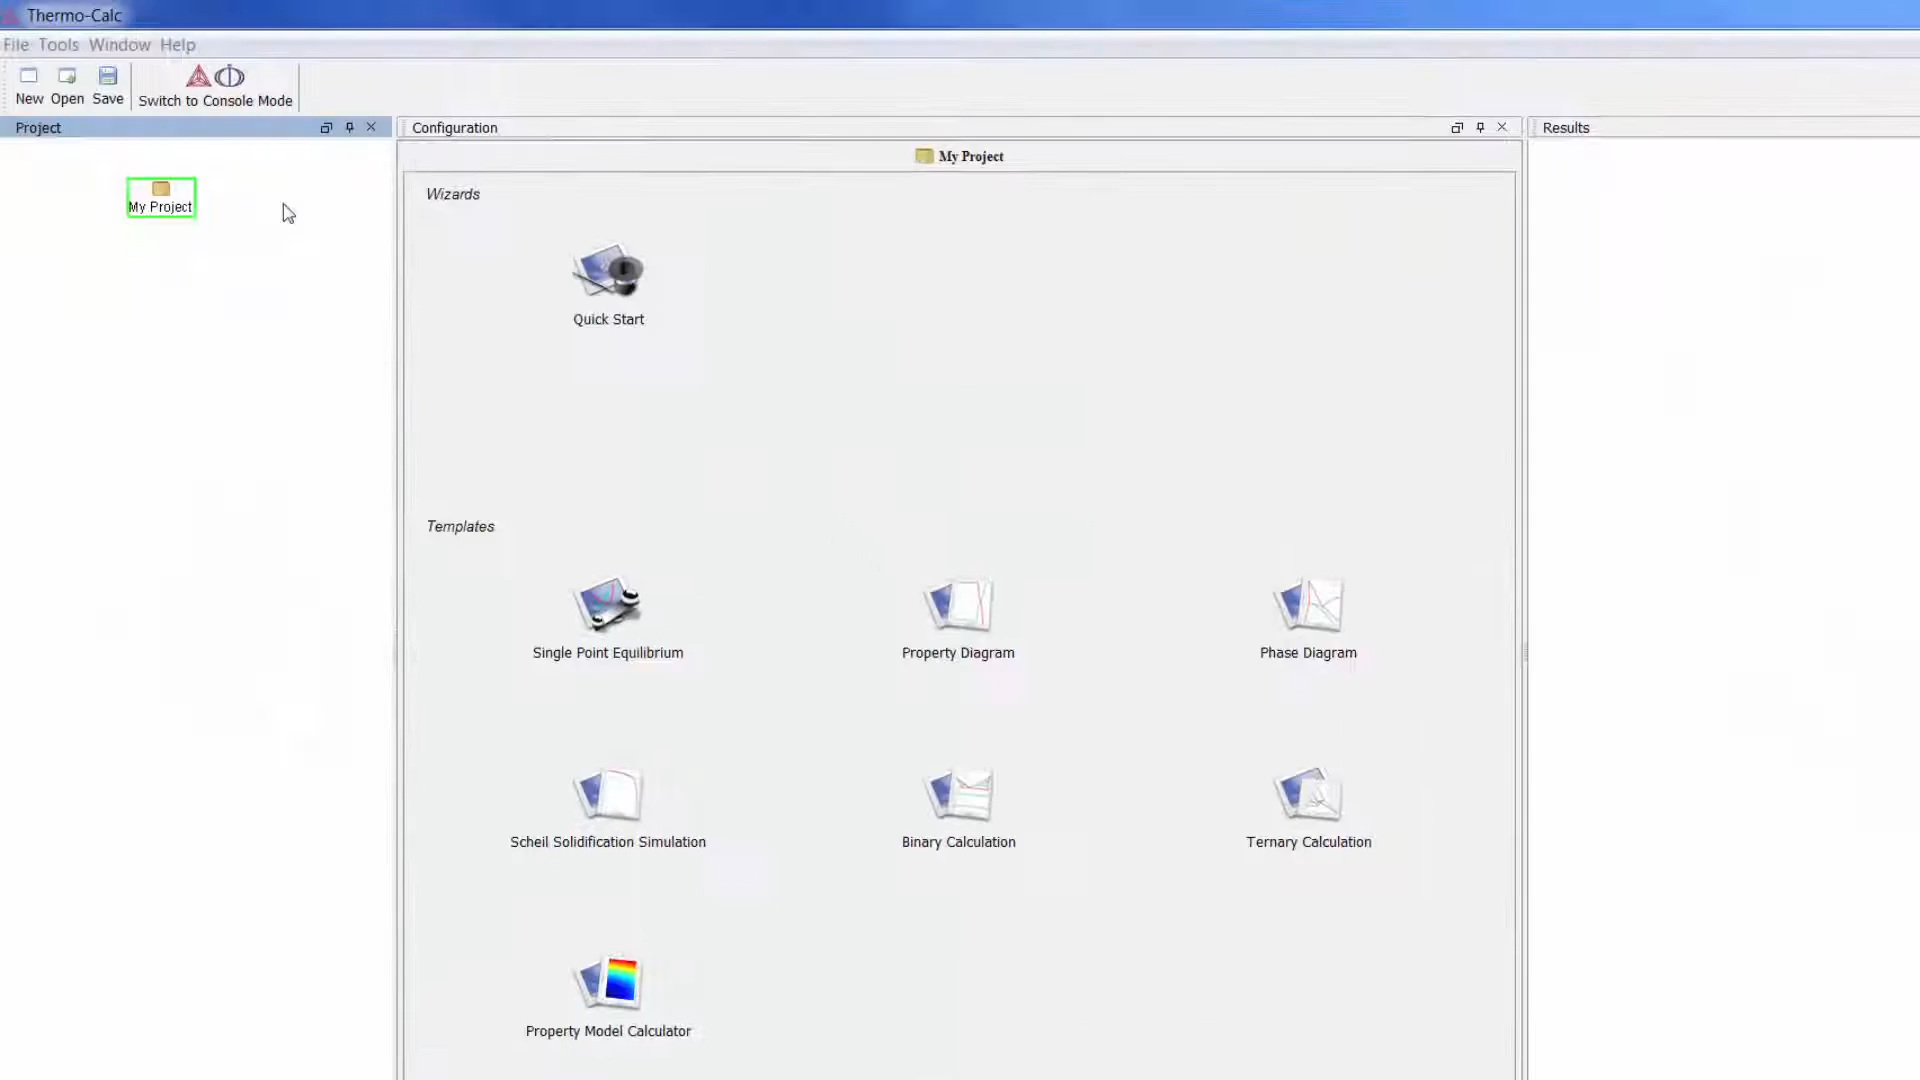 Thermo-Calc
File Tools Window Help
New Open Save Switch to Console Mode
Project
Configuration
Results
My Project
My Project
Wizards
Quick Start
Templates
Single Point Equilibrium
Property Diagram
Phase Diagram
Scheil Solidification Simulation
Binary Calculation
Ternary Calculation
Property Model Calculator